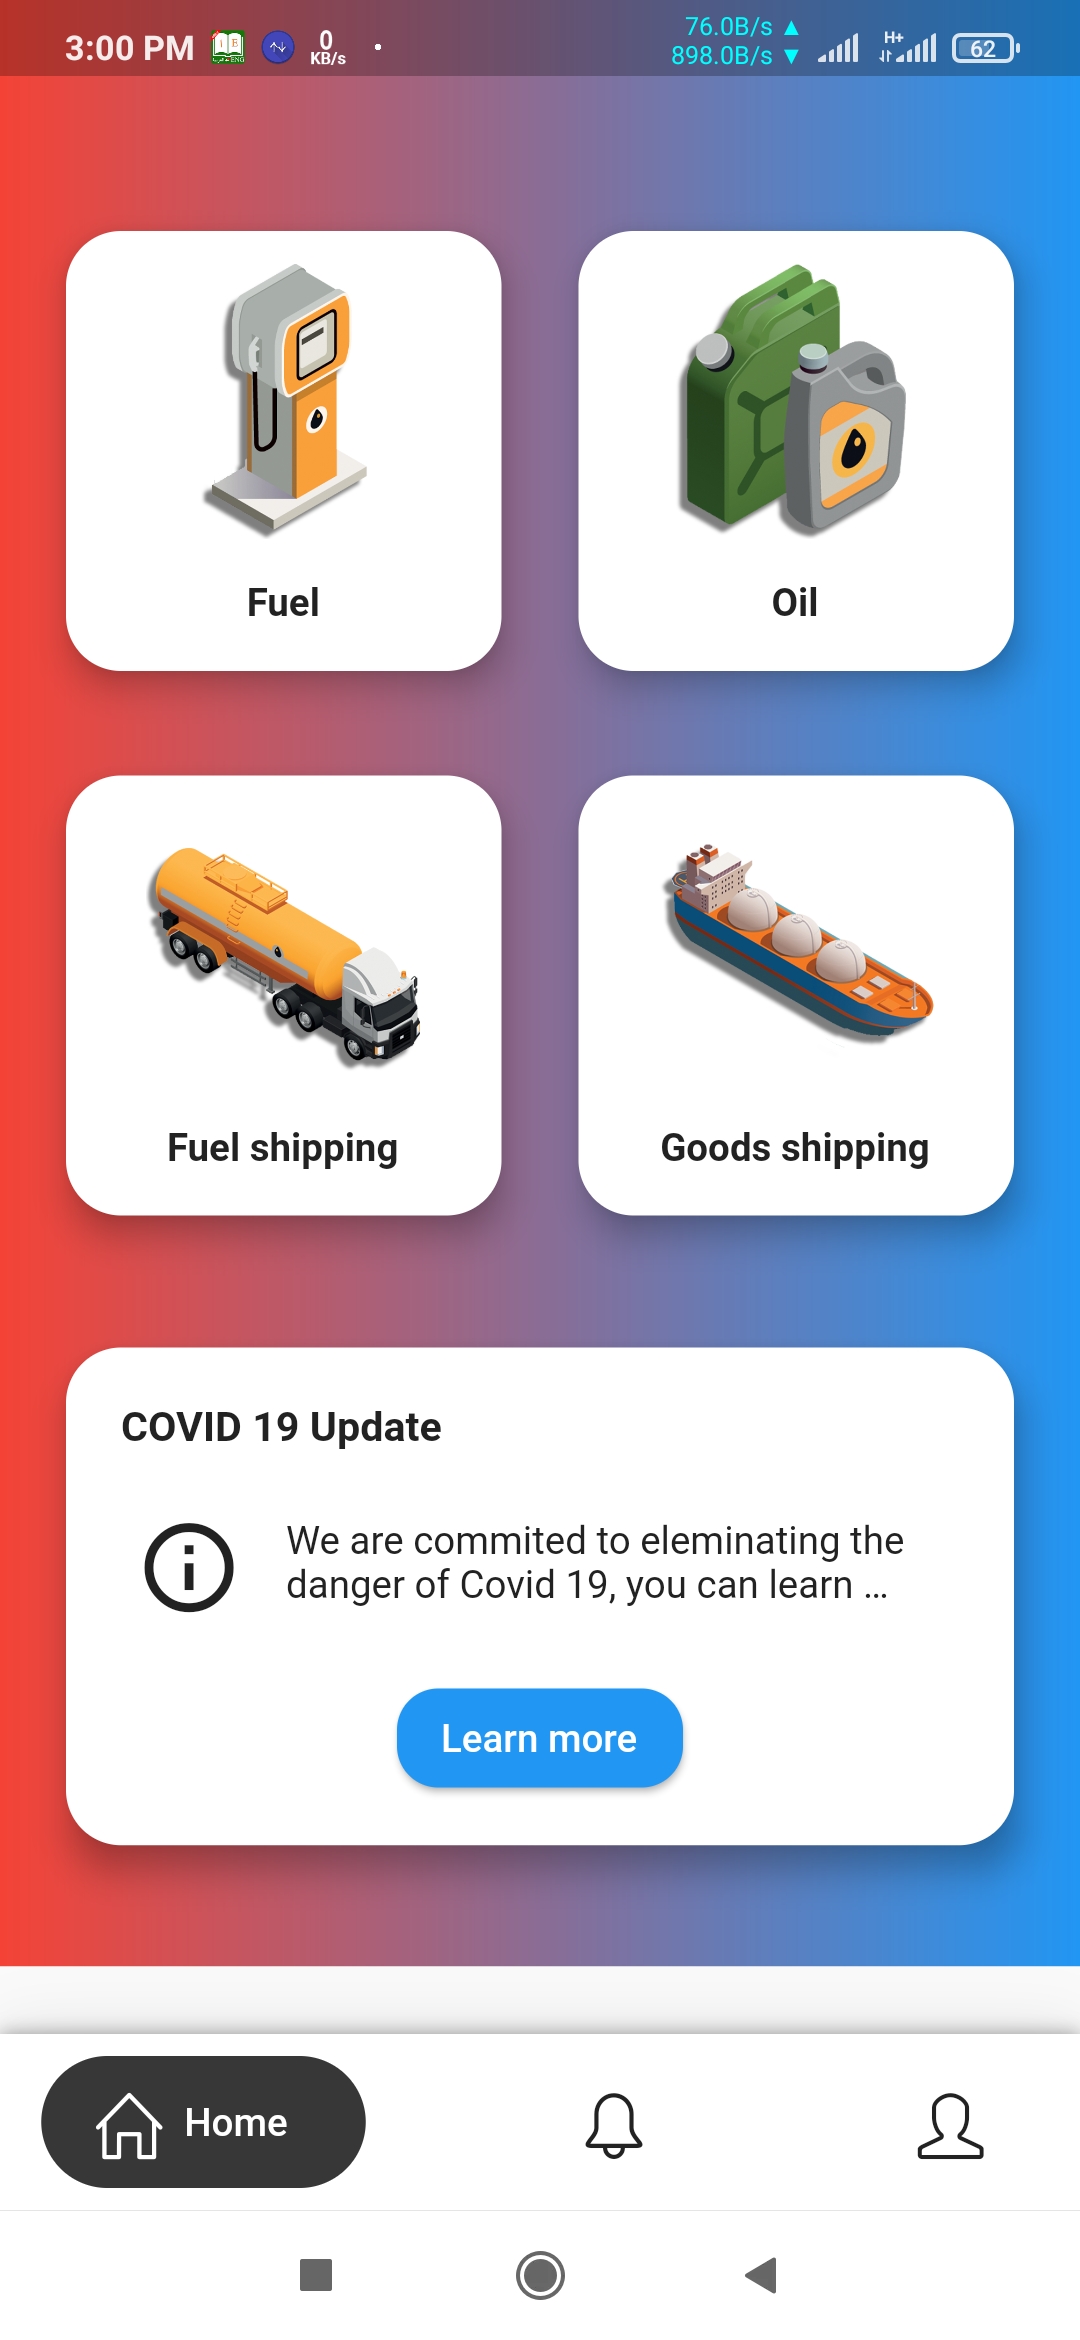 3:00 PM
0
KB/s
76.0B/s ▲
898.0B/s ▼
H+
62
Fuel
Oil
Fuel shipping
Goods shipping
COVID 19 Update
We are commited to eleminating the
danger of Covid 19, you can learn ...
Learn more
Home